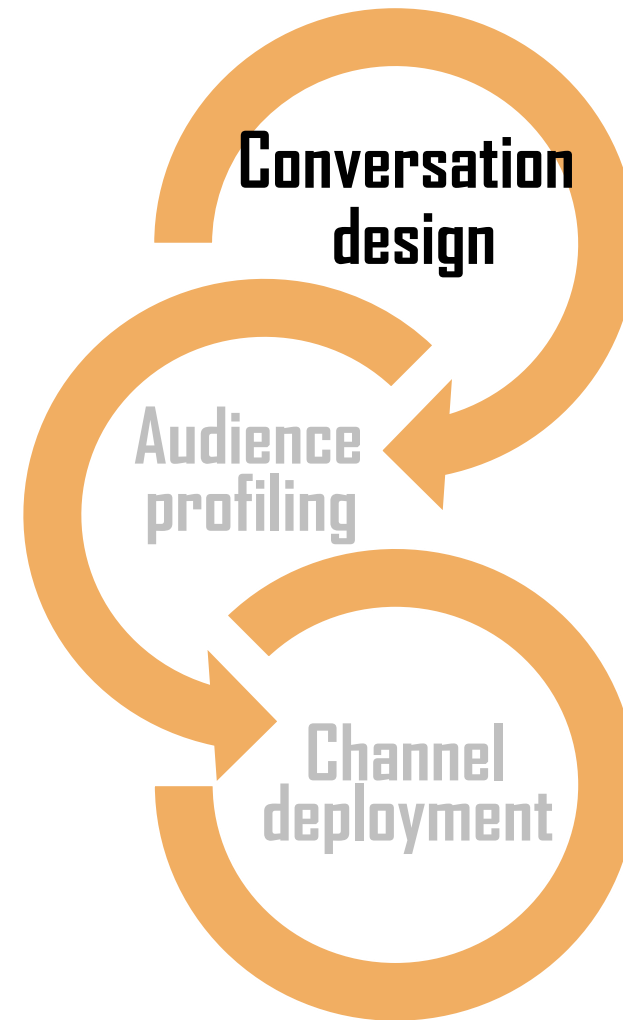 Conversation
design
Audience
profiling
Channel
deployment